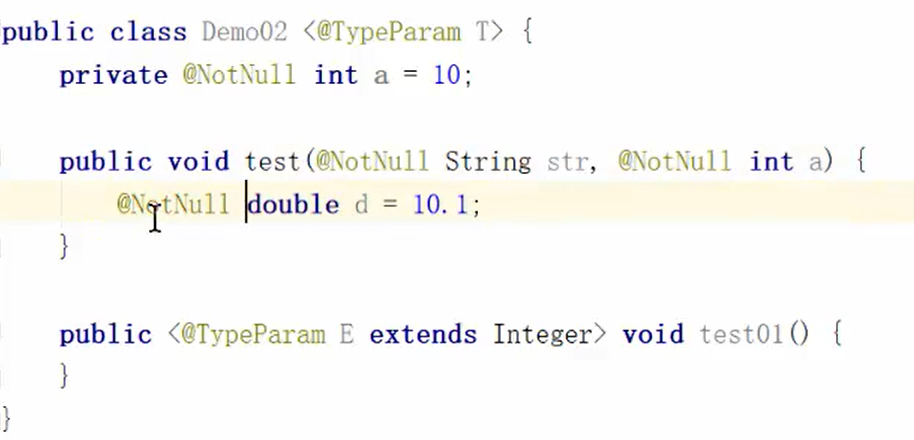 public class Demo02 <@TypeParam T> {
private @NotNull int a = 10;
public void test(@NotNull String str, @NotNull int a) {
@NotNull double d = 10.1;
}
public <@TypeParam E extends Integer> void test01() {
}
}